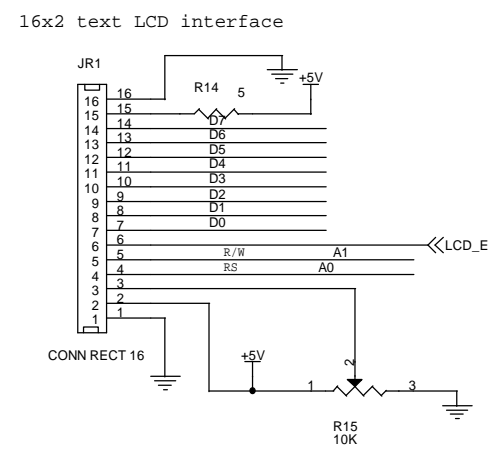 16x2 text LCD interface
JR1
R14 5 +5V
16 16
15 15
14 14 D7
13 13 D6
12 12 D5
11 11 D4
10 10 D3
9 9 D2
8 8 D1
7 7 D0
6 6 LCD_E
5 5 R/W A1
4 4 RS A0
3 3
2 2
1 1
CONN RECT 16
+5V
2
1 3
R15
10K